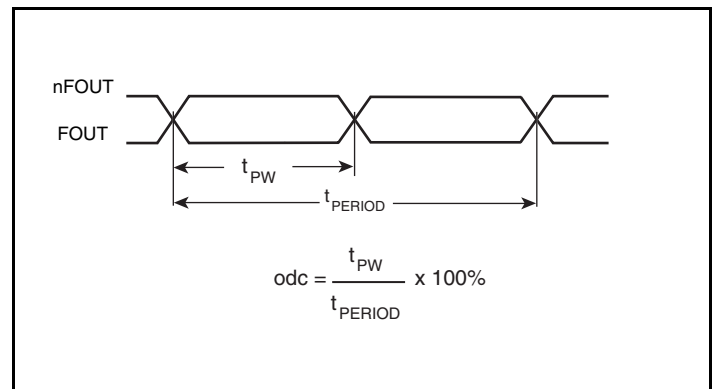 nFOUT
FOUT
tPW
tPERIOD
odc = tPW / tPERIOD x 100%